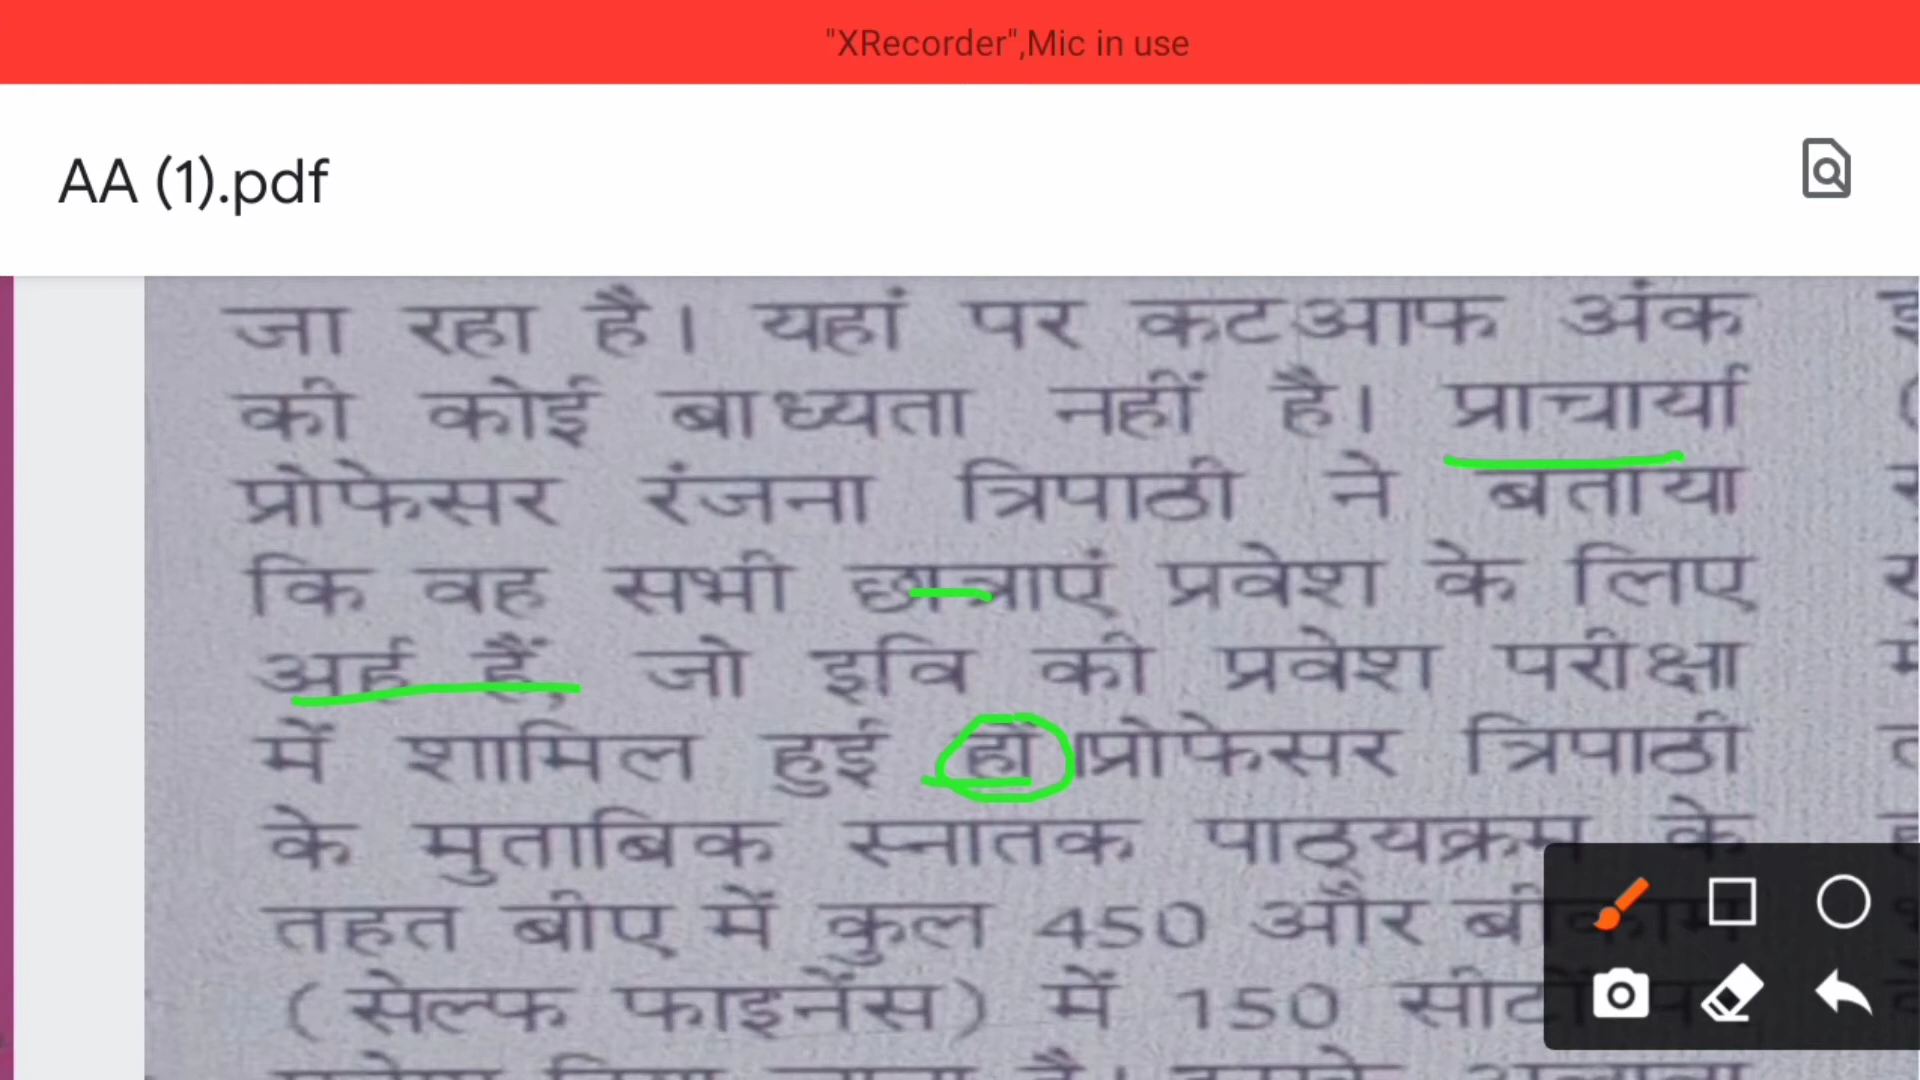 "XRecorder",Mic in use
AA (1).pdf
जा रहा है। यहां पर कटआफ अंक
की कोई बाध्यता नहीं है। प्राचार्या
प्रोफेसर रंजना त्रिपाठी ने बताया
कि वह सभी छात्राएं प्रवेश के लिए
अर्ह हैं, जो इवि की प्रवेश परीक्षा
में शामिल हुई हों।प्रोफेसर त्रिपाठी
के मुताबिक स्नातक पाठ्यक्रम के
तहत बीए में कुल 450 और बीकाम
(सेल्फ फाइनेंस) में 150 सीटों